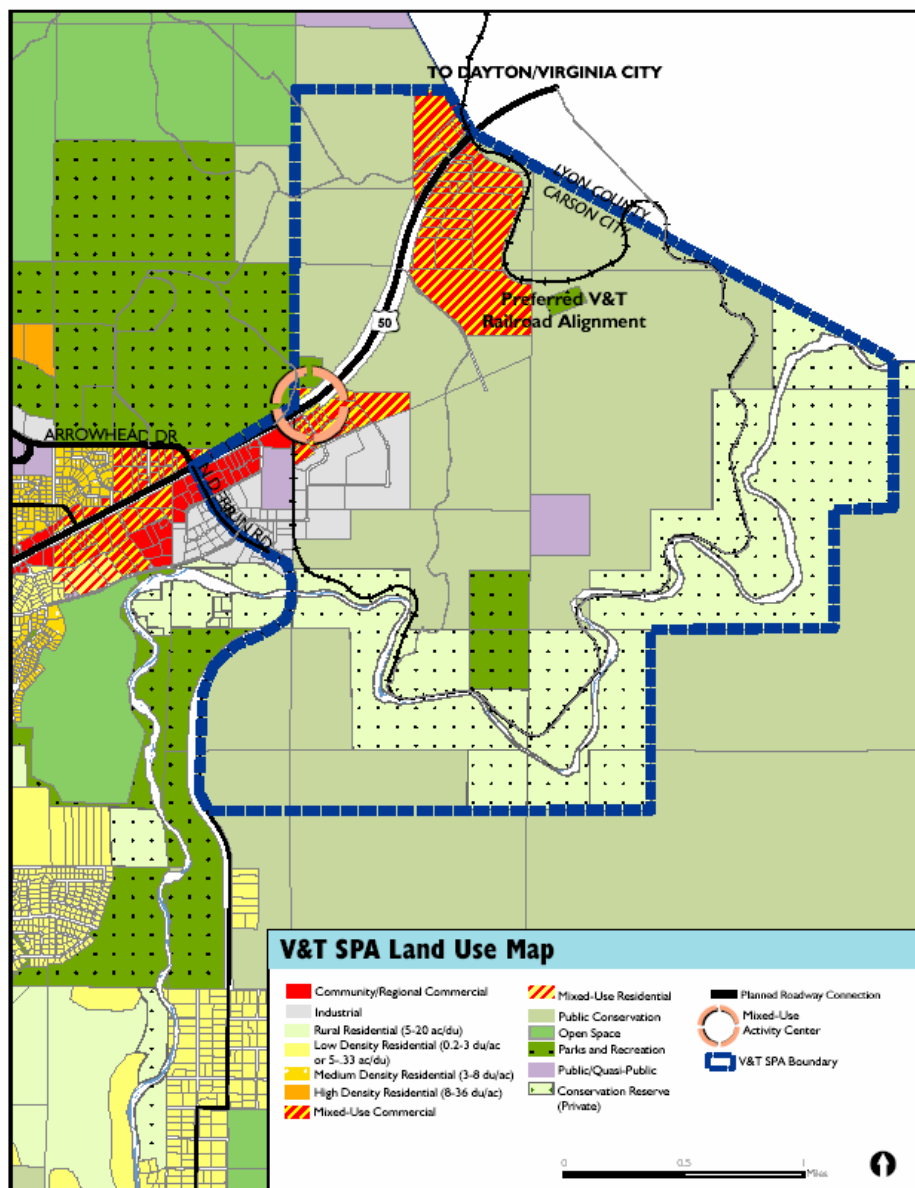 TO DAYTON/VIRGINIA CITY
LYON COUNTY
CARSON CITY
Preferred V&T
Railroad Alignment
50
ARROWHEAD DR
V&T SPA Land Use Map
Community/Regional Commercial
Industrial
Rural Residential (5-20 ac/du)
Low Density Residential (0.2-3 du/ac
or 5-.33 ac/du)
Medium Density Residential (3-8 du/ac)
High Density Residential (8-36 du/ac)
Mixed-Use Commercial
Mixed-Use Residential
Public Conservation
Open Space
Parks and Recreation
Public/Quasi-Public
Conservation Reserve
(Private)
Planned Roadway Connection
Mixed-Use
Activity Center
V&T SPA Boundary
0 0.5 1
Miles